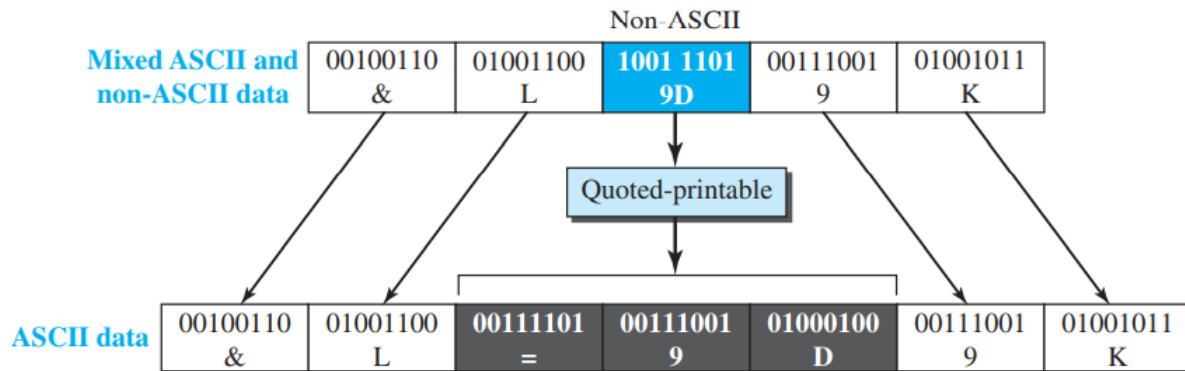 Non-ASCII
Mixed ASCII and 00100110 01001100 1001 1101 00111001 01001011
non-ASCII data & L 9D 9 K
Quoted-printable
ASCII data 00100110 01001100 00111101 00111001 01000100 00111001 01001011
& L = 9 D 9 K